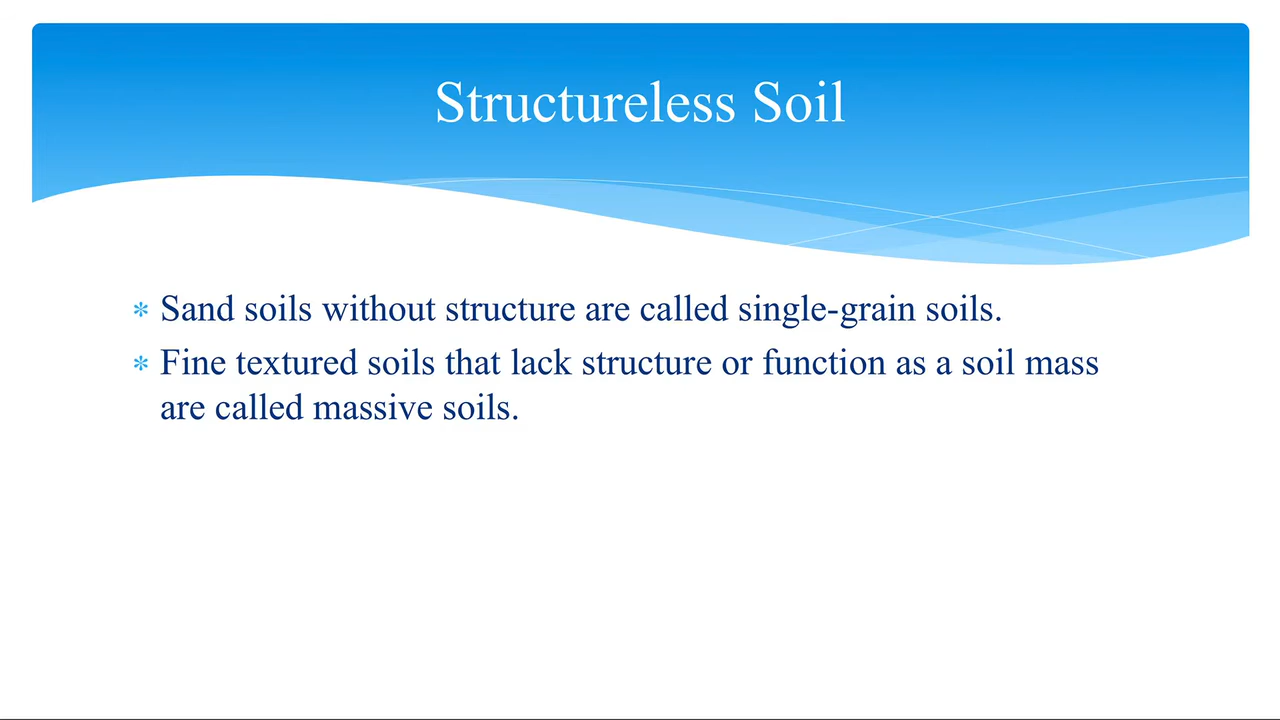 Structureless Soil
* Sand soils without structure are called single-grain soils.
* Fine textured soils that lack structure or function as a soil mass
are called massive soils.